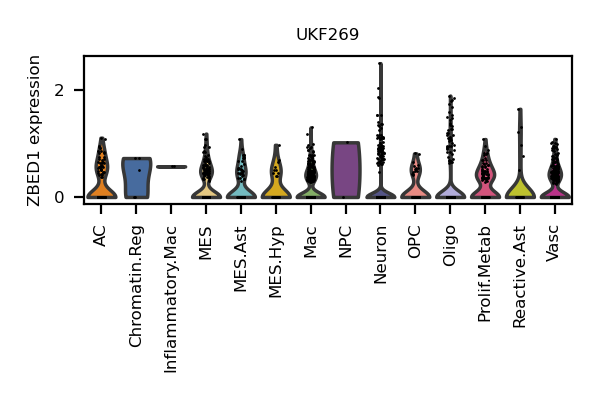 UKF269
ZBED1 expression
2
0
AC
Chromatin.Reg
Inflammatory.Mac
MES
MES.Ast
MES.Hyp
Mac
NPC
Neuron
OPC
Oligo
Prolif.Metab
Reactive.Ast
Vasc